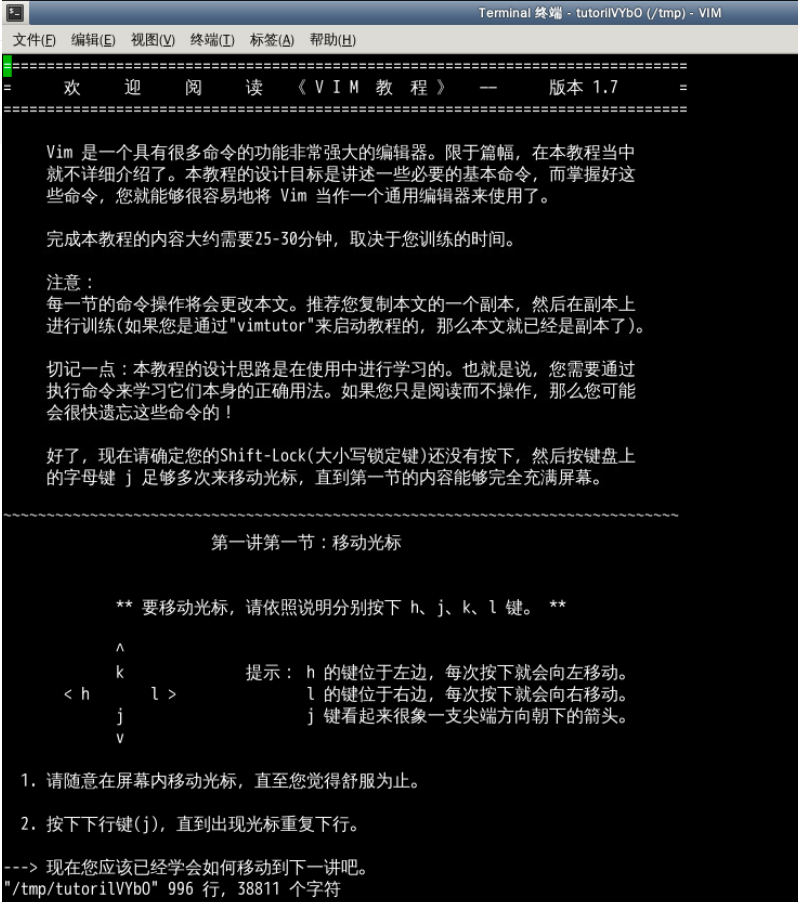 Terminal 终端 - tutorilVYbO (/tmp) - VIM
文件(F) 编辑(E) 视图(V) 终端(T) 标签(A) 帮助(H)
===============================================================================
=      欢     迎     阅     读   《 V I M  教  程 》   ——      版本 1.7       =
===============================================================================
Vim 是一个具有很多命令的功能非常强大的编辑器。限于篇幅，在本教程当中
就不详细介绍了。本教程的设计目标是讲述一些必要的基本命令，而掌握好这
些命令，您就能够很容易地将 Vim 当作一个通用编辑器来使用了。
完成本教程的内容大约需要25-30分钟，取决于您训练的时间。
注意：
每一节的命令操作将会更改本文。推荐您复制本文的一个副本，然后在副本上
进行训练(如果您是通过"vimtutor"来启动教程的，那么本文就已经是副本了)。
切记一点：本教程的设计思路是在使用中进行学习的。也就是说，您需要通过
执行命令来学习它们本身的正确用法。如果您只是阅读而不操作，那么您可能
会很快遗忘这些命令的！
好了，现在请确定您的Shift-Lock(大小写锁定键)还没有按下，然后按键盘上
的字母键 j 足够多次来移动光标，直到第一节的内容能够完全充满屏幕。
~~~~~~~~~~~~~~~~~~~~~~~~~~~~~~~~~~~~~~~~~~~~~~~~~~~~~~~~~~~~~~~~~~~~~~~~~~~~~~
第一讲第一节：移动光标
** 要移动光标，请依照说明分别按下 h、j、k、l 键。 **
^
k              提示： h 的键位于左边，每次按下就会向左移动。
< h       l >               l 的键位于右边，每次按下就会向右移动。
j                     j 键看起来很象一支尖端方向朝下的箭头。
v
1. 请随意在屏幕内移动光标，直至您觉得舒服为止。
2. 按下下行键(j)，直到出现光标重复下行。
---> 现在您应该已经学会如何移动到下一讲吧。
"/tmp/tutorilVYbO" 996 行, 38811 个字符